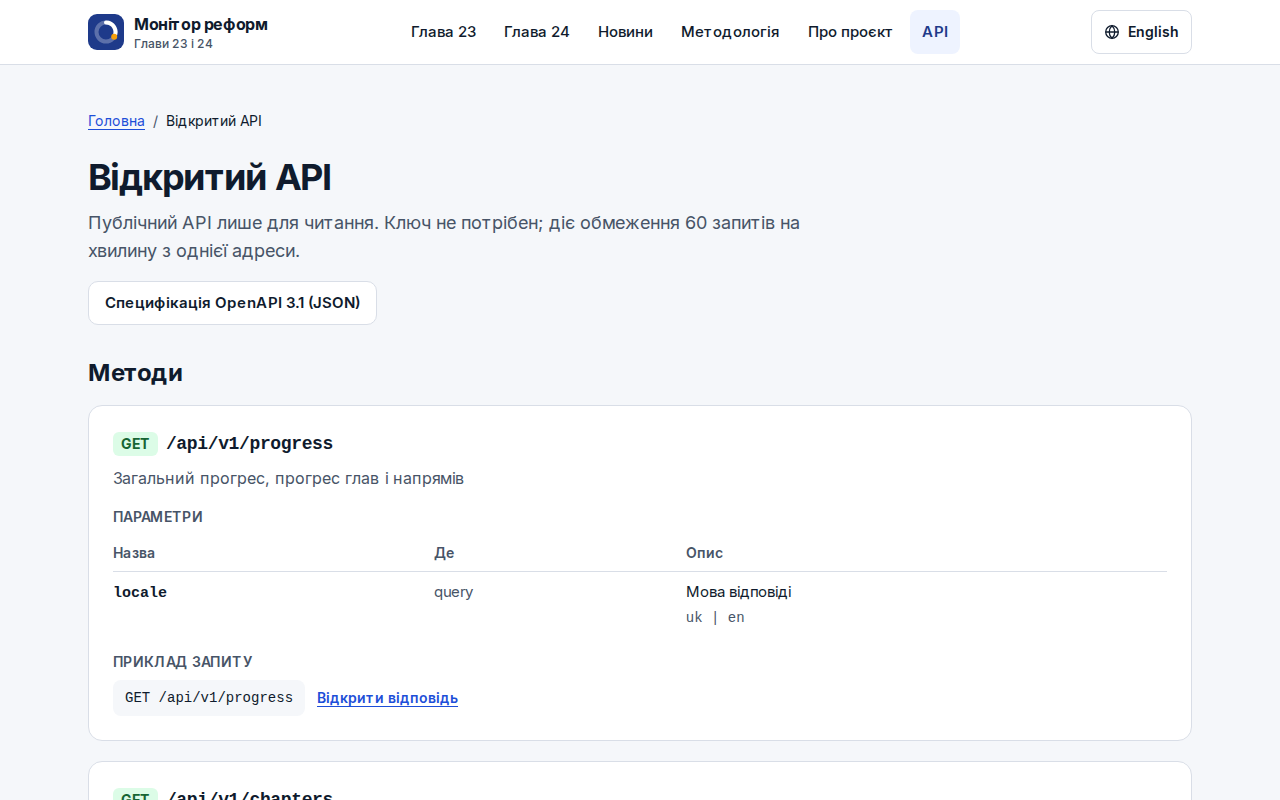 Монітор реформ
Глави 23 і 24
Глава 23
Глава 24
Новини
Методологія
Про проєкт
API
English
Головна / Відкритий API
Відкритий API
Публічний API лише для читання. Ключ не потрібен; діє обмеження 60 запитів на
хвилину з однієї адреси.
Специфікація OpenAPI 3.1 (JSON)
Методи
GET /api/v1/progress
Загальний прогрес, прогрес глав і напрямів
ПАРАМЕТРИ
Назва Де Опис
locale query Мова відповіді
uk | en
ПРИКЛАД ЗАПИТУ
GET /api/v1/progress Відкрити відповідь
GET /api/v1/chapters